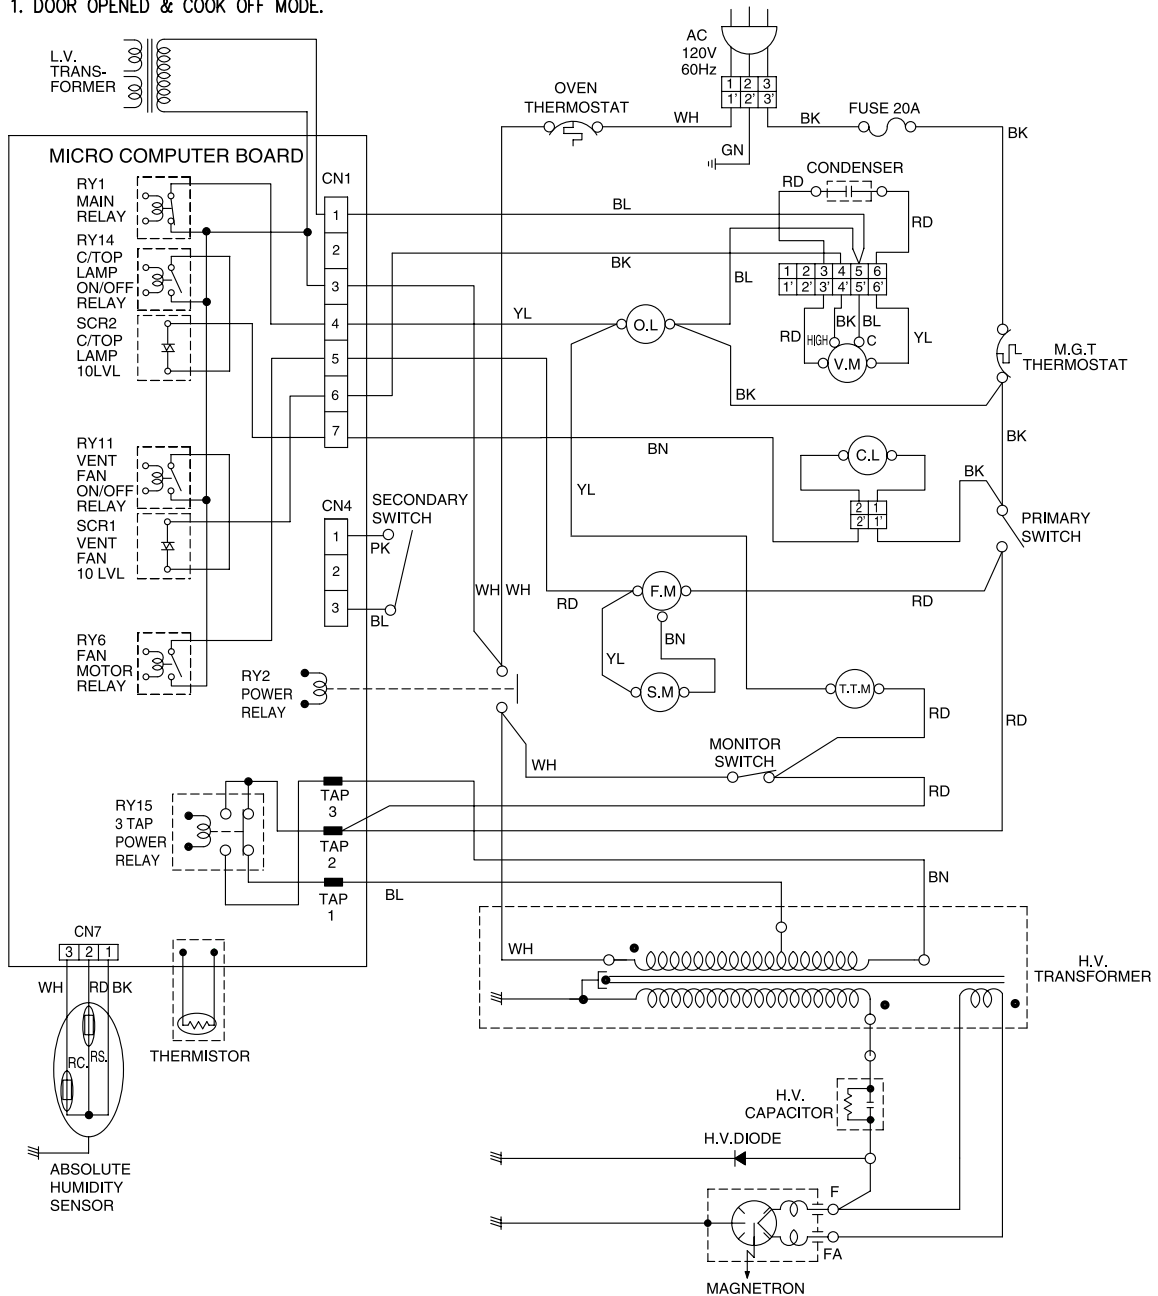 1. DOOR OPENED & COOK OFF MODE.
L.V.
TRANS-
FORMER
AC
120V
60Hz
1 2 3
1' 2' 3'
OVEN
THERMOSTAT
WH
BK
FUSE 20A
BK
GN
MICRO COMPUTER BOARD
CN1
1
2
3
4
5
6
7
RY1
MAIN
RELAY
RY14
C/TOP
LAMP
ON/OFF
RELAY
SCR2
C/TOP
LAMP
10LVL
RY11
VENT
FAN
ON/OFF
RELAY
SCR1
VENT
FAN
10 LVL
RY6
FAN
MOTOR
RELAY
CONDENSER
RD
RD
BL
BK
BL
1 2 3 4 5 6
1' 2' 3' 4' 5' 6'
YL
O.L
RD
BK
BL
YL
HIGH
C
V.M
M.G.T
THERMOSTAT
BK
BK
BN
C.L
BK
2 1
2' 1'
YL
PRIMARY
SWITCH
CN4
1
2
3
SECONDARY
SWITCH
PK
BL
WH
WH
RD
F.M
RD
BN
YL
S.M
RY2
POWER
RELAY
T.T.M
RD
RD
MONITOR
SWITCH
WH
RD
RY15
3 TAP
POWER
RELAY
TAP
3
TAP
2
TAP
1
BL
BN
CN7
3 2 1
WH
RD
BK
RC.
RS.
THERMISTOR
ABSOLUTE
HUMIDITY
SENSOR
WH
H.V.
TRANSFORMER
H.V.
CAPACITOR
H.V.DIODE
F
FA
MAGNETRON